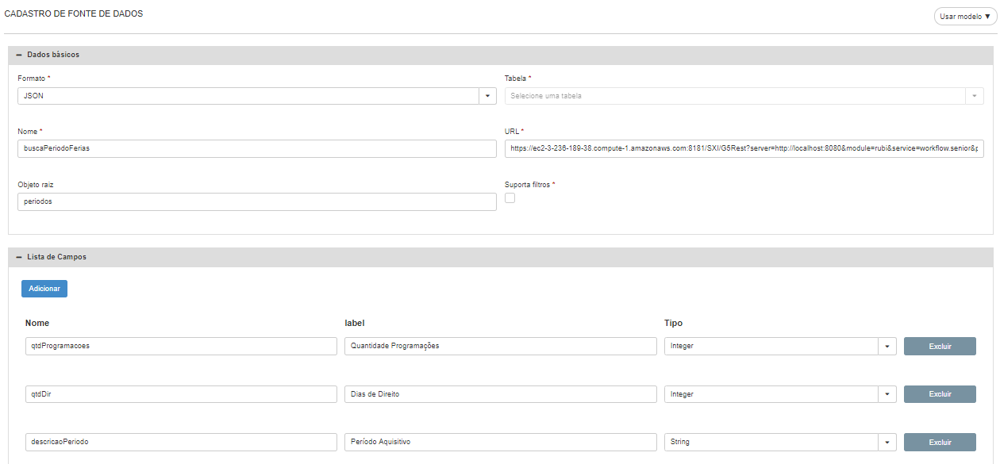 CADASTRO DE FONTE DE DADOS
Usar modelo ▼
− Dados básicos
Formato *
Tabela *
JSON
Selecione uma tabela
Nome *
URL *
buscaPeriodoFerias
https://ec2-3-236-189-38.compute-1.amazonaws.com:8181/SXI/G5Rest?server=http://localhost:8080&module=rubi&service=workflow.senior&p
Objeto raiz
Suporta filtros *
periodos
− Lista de Campos
Adicionar
Nome label Tipo
qtdProgramacoes Quantidade Programações Integer Excluir
qtdDir Dias de Direito Integer Excluir
descricaoPeriodo Período Aquisitivo String Excluir